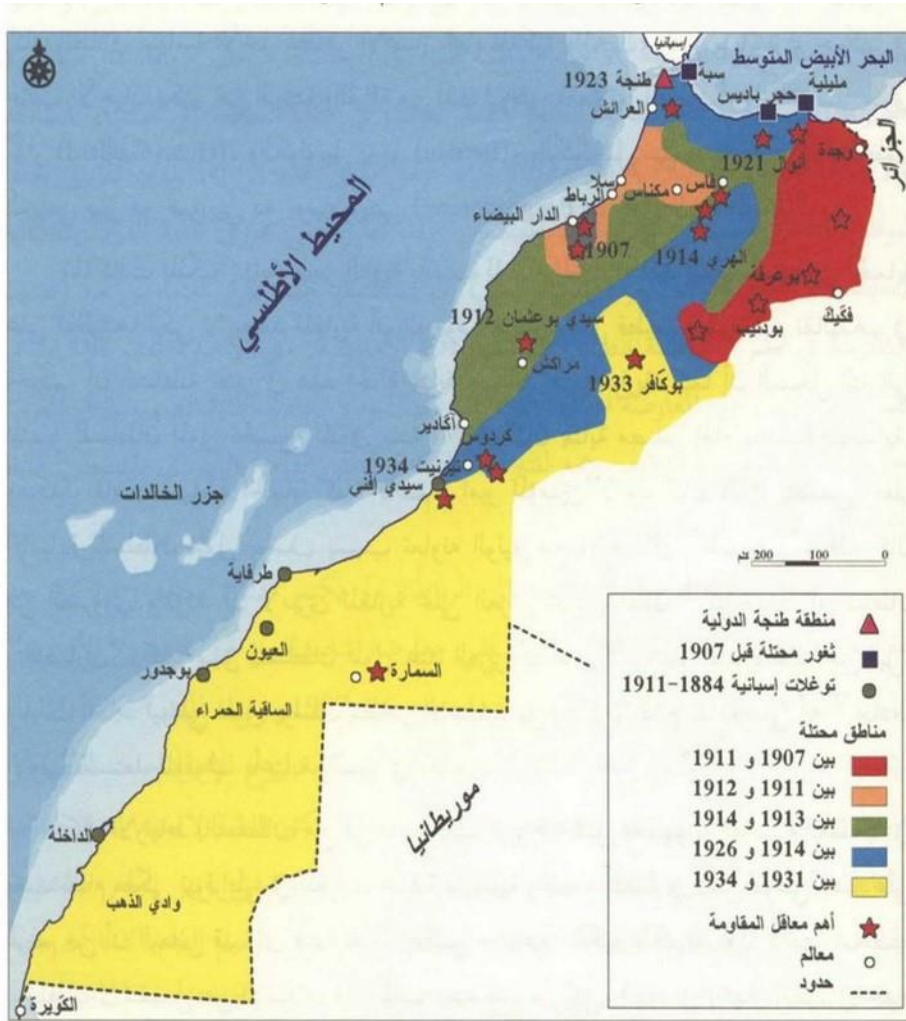 إسبانيا
البحر الأبيض المتوسط
سبتة
مليلية
حجر باديس
طنجة 1923
العرائش
الجزائر
وجدة
أنوال 1921
فاس
مكناس
سلا
الرباط
الدار البيضاء
1907
الهري 1914
بوعرفة
فكيك
بودنيب
المحيط الأطلسي
سيدي بوعثمان 1912
مراكش
بوكافر 1933
أكادير
كردوس
تيزنيت 1934
سيدي إفني
جزر الخالدات
طرفاية
العيون
السمارة
بوجدور
الساقية الحمراء
موريطانيا
الداخلة
وادي الذهب
الكويرة
200 100 0 كلم
منطقة طنجة الدولية
ثغور محتلة قبل 1907
توغلات إسبانية 1884-1911
مناطق محتلة
بين 1907 و 1911
بين 1911 و 1912
بين 1913 و 1914
بين 1914 و 1926
بين 1931 و 1934
أهم معاقل المقاومة
معالم
حدود